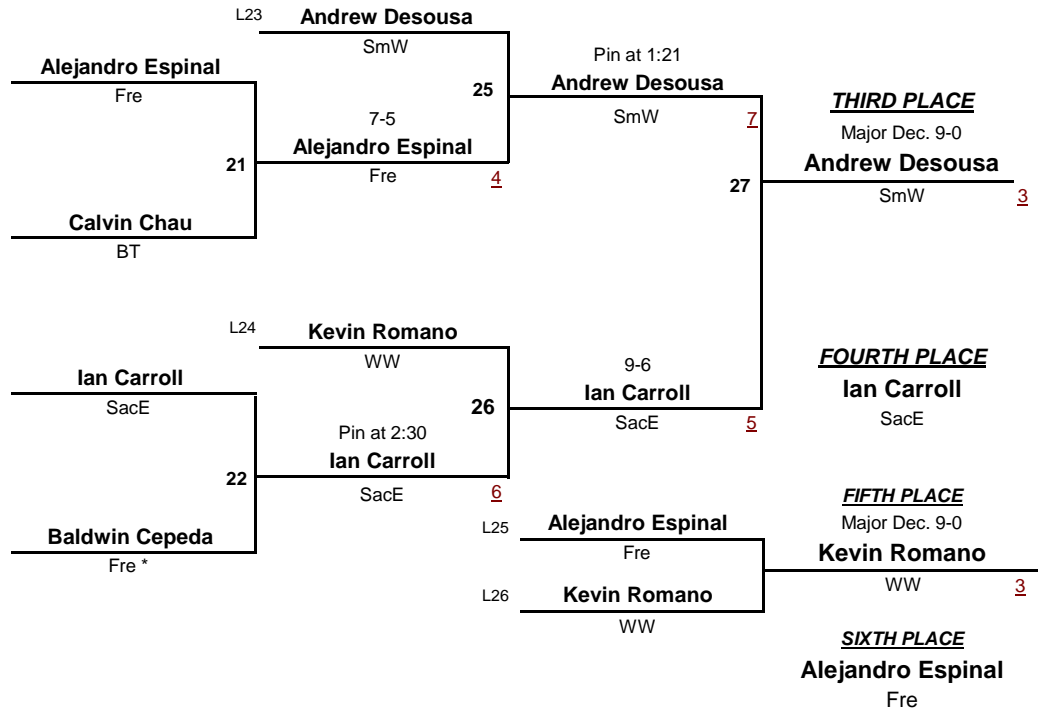 L23
Andrew Desousa
SmW
Alejandro Espinal
Fre
25
7-5
Alejandro Espinal
Fre
4
21
Calvin Chau
BT
Pin at 1:21
Andrew Desousa
SmW
7
27
THIRD PLACE
Major Dec. 9-0
Andrew Desousa
SmW
3
L24
Kevin Romano
WW
Ian Carroll
SacE
26
Pin at 2:30
Ian Carroll
SacE
6
22
Baldwin Cepeda
Fre *
9-6
Ian Carroll
SacE
5
FOURTH PLACE
Ian Carroll
SacE
L25
Alejandro Espinal
Fre
L26
Kevin Romano
WW
FIFTH PLACE
Major Dec. 9-0
Kevin Romano
WW
3
SIXTH PLACE
Alejandro Espinal
Fre